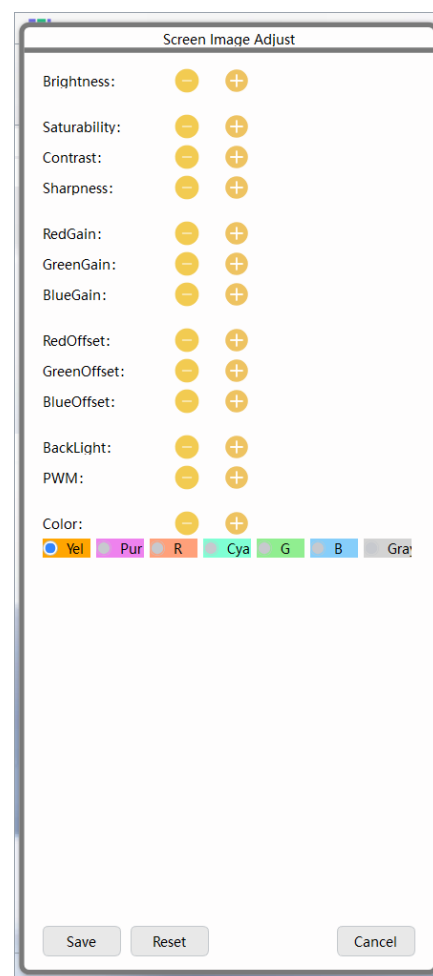 Screen Image Adjust
Brightness:
Saturability:
Contrast:
Sharpness:
RedGain:
GreenGain:
BlueGain:
RedOffset:
GreenOffset:
BlueOffset:
BackLight:
PWM:
Color:
Yel Pur R Cya G B Gra
Save Reset Cancel